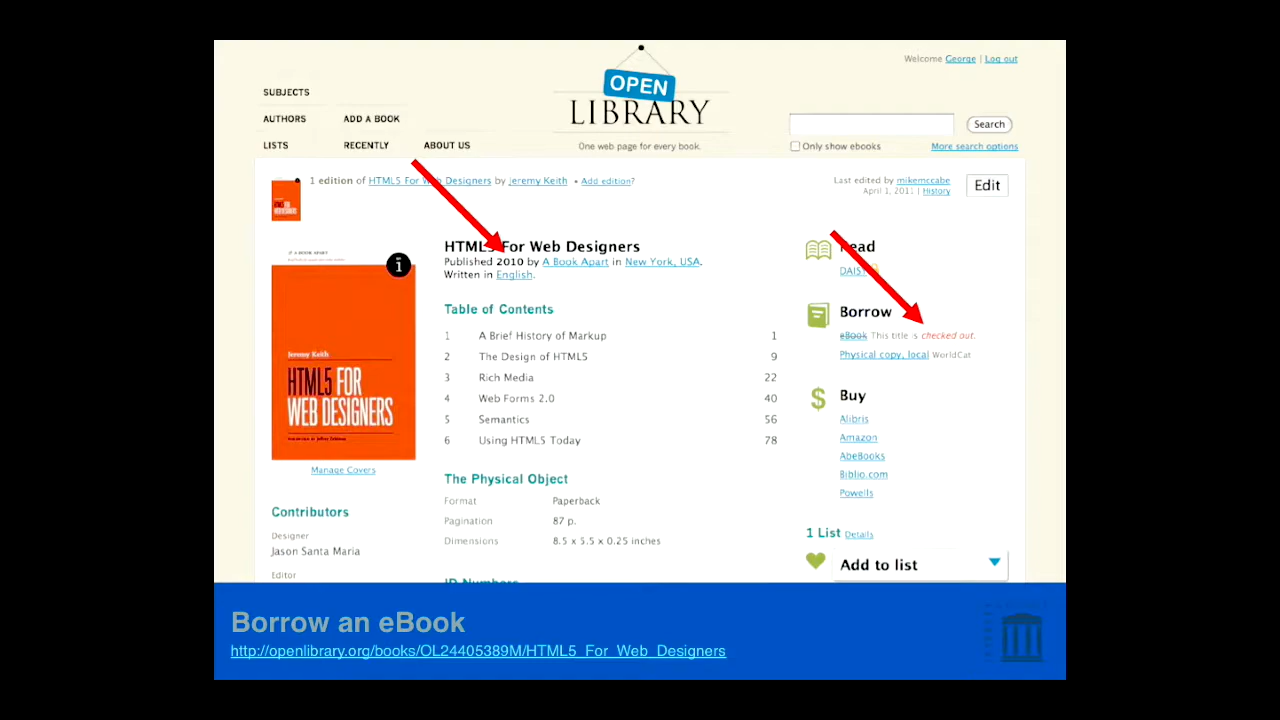 Welcome George | Log out
OPEN
LIBRARY
One web page for every book.
SUBJECTS
AUTHORS
ADD A BOOK
LISTS
RECENTLY
ABOUT US
Search
Only show ebooks
More search options
1 edition of HTML5 For Web Designers by Jeremy Keith • Add edition?
Last edited by mikemccabe
April 1, 2011 | History
Edit
i
Jeremy Keith
HTML5 FOR
WEB DESIGNERS
Manage Covers
Contributors
Designer
Jason Santa Maria
Editor
HTML5 For Web Designers
Published 2010 by A Book Apart in New York, USA.
Written in English.
Table of Contents
1 A Brief History of Markup 1
2 The Design of HTML5 9
3 Rich Media 22
4 Web Forms 2.0 40
5 Semantics 56
6 Using HTML5 Today 78
The Physical Object
Format Paperback
Pagination 87 p.
Dimensions 8.5 x 5.5 x 0.25 inches
ID Numbers
Read
DAISY
Borrow
eBook This title is checked out.
Physical copy, local WorldCat
$ Buy
Alibris
Amazon
AbeBooks
Biblio.com
Powells
1 List Details
Add to list
Borrow an eBook
http://openlibrary.org/books/OL24405389M/HTML5_For_Web_Designers